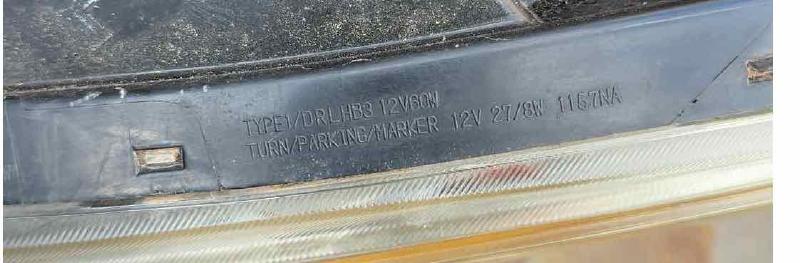 TYPE1/DRL HB3 12V60W
TURN/PARKING/MARKER 12V 27/8W 1157NA